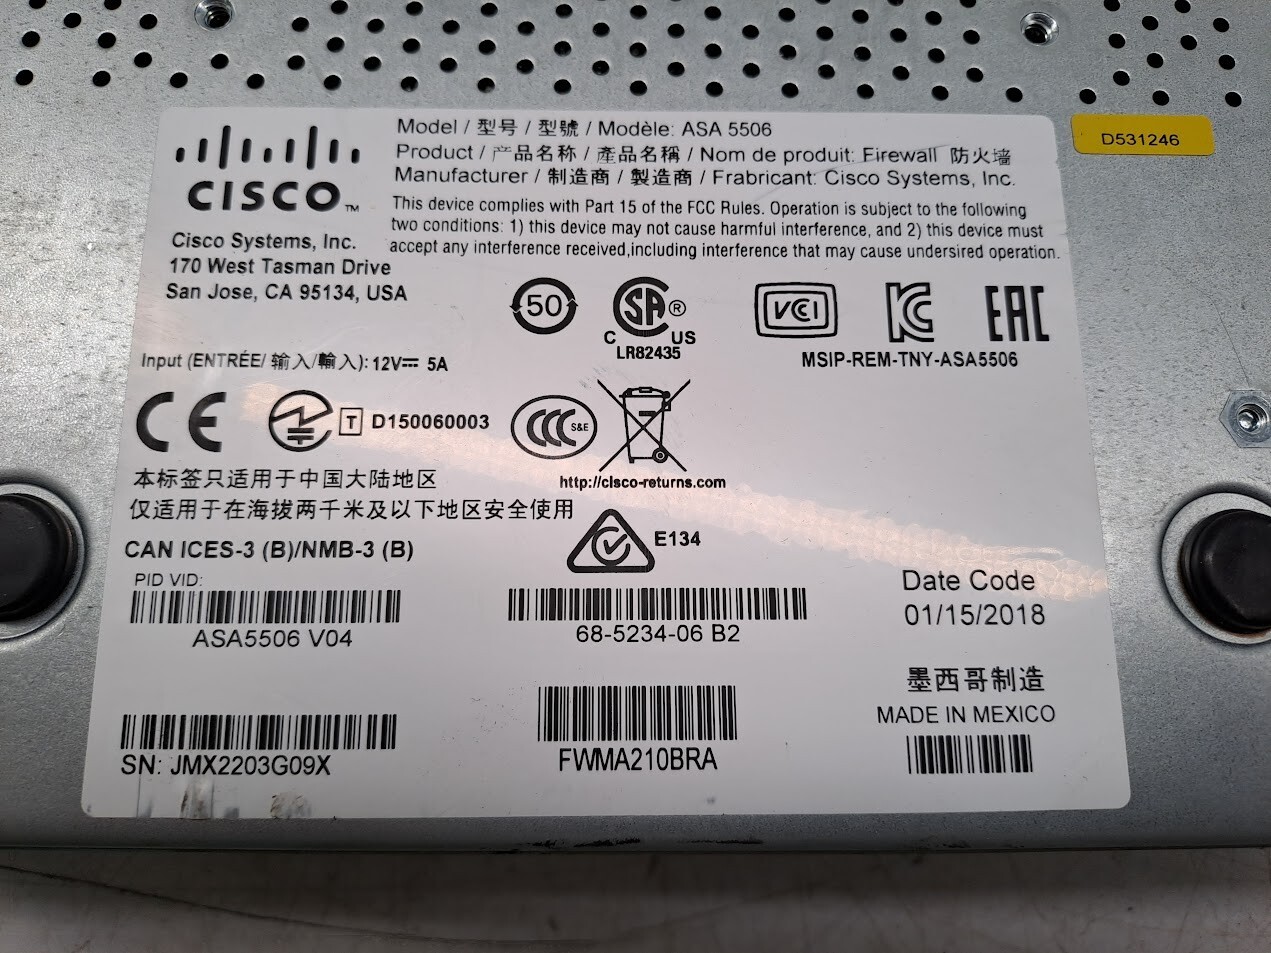 Model / 型号 / 型號 / Modèle: ASA 5506
Product / 产品名称 / 產品名稱 / Nom de produit: Firewall 防火墙
Manufacturer / 制造商 / 製造商 / Frabricant: Cisco Systems, Inc.
D531246
CISCO™
This device complies with Part 15 of the FCC Rules. Operation is subject to the following
two conditions: 1) this device may not cause harmful interference, and 2) this device must
accept any interference received,including interference that may cause undersired operation.
Cisco Systems, Inc.
170 West Tasman Drive
San Jose, CA 95134, USA
50
C SA ® US
LR82435
VCI
KC
EAC
MSIP-REM-TNY-ASA5506
Input (ENTRÉE/ 输入/輸入): 12V⎓ 5A
CE
T D150060003
CCC S&E
http://cisco-returns.com
本标签只适用于中国大陆地区
仅适用于在海拔两千米及以下地区安全使用
E134
CAN ICES-3 (B)/NMB-3 (B)
PID VID:
ASA5506 V04
68-5234-06 B2
Date Code
01/15/2018
墨西哥制造
MADE IN MEXICO
SN: JMX2203G09X
FWMA210BRA